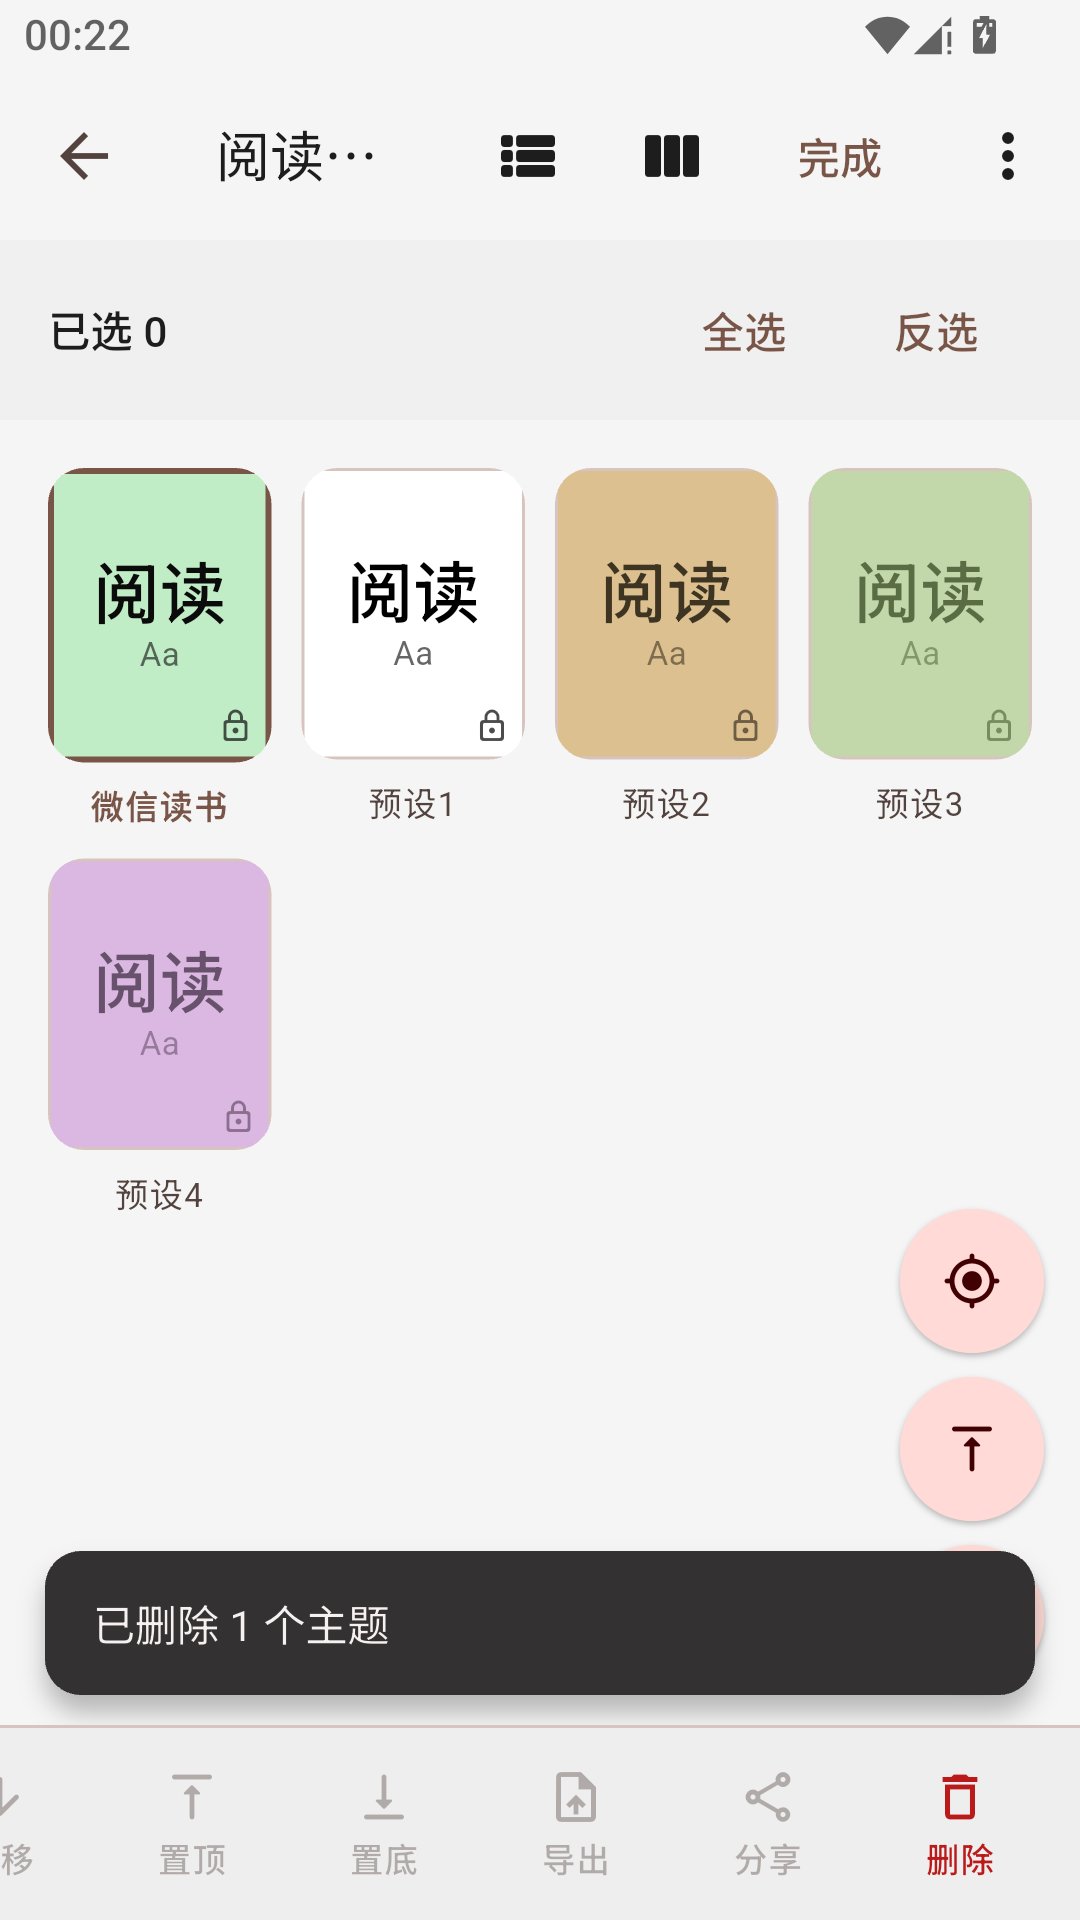 00:22
阅读… 完成
已选 0 全选 反选
阅读 阅读 阅读 阅读
Aa Aa Aa Aa
微信读书 预设1 预设2 预设3
阅读
Aa
预设4
已删除 1 个主题
移 置顶 置底 导出 分享 删除